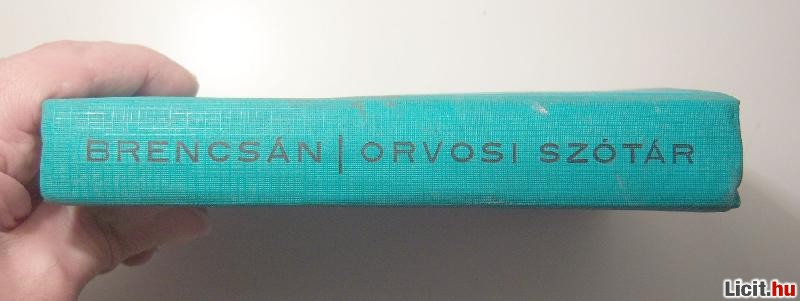 BRENCSÁN | ORVOSI SZÓTÁR
Licit.hu